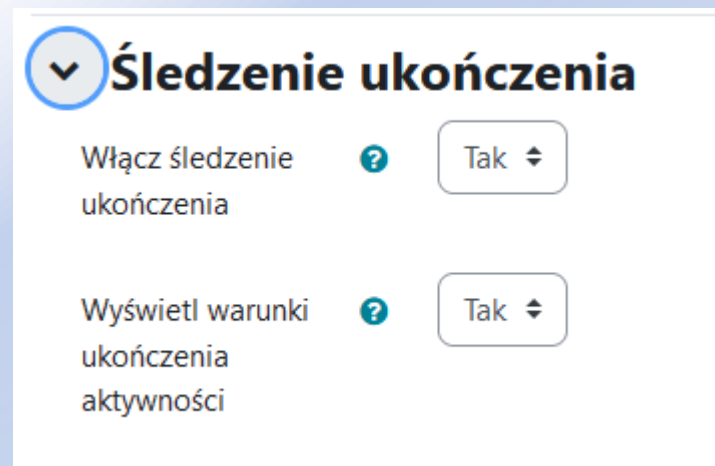 Śledzenie ukończenia
Włącz śledzenie
ukończenia
?
Tak
Wyświetl warunki
ukończenia
aktywności
?
Tak